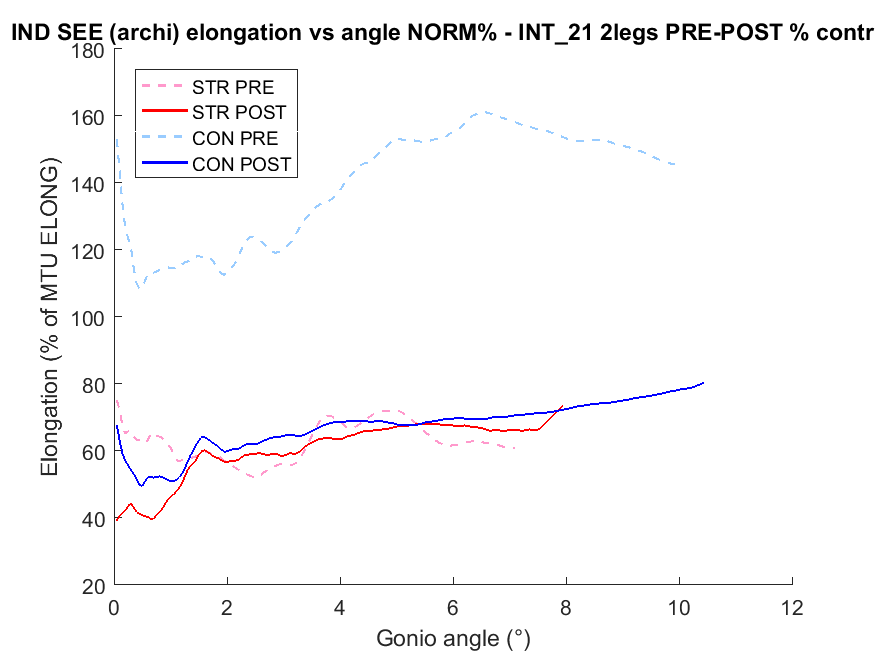 IND SEE (archi) elongation vs angle NORM% - INT_21 2legs PRE-POST % contr
180
160
140
120
100
80
60
40
20
Elongation (% of MTU ELONG)
STR PRE
STR POST
CON PRE
CON POST
0 2 4 6 8 10 12
Gonio angle (°)